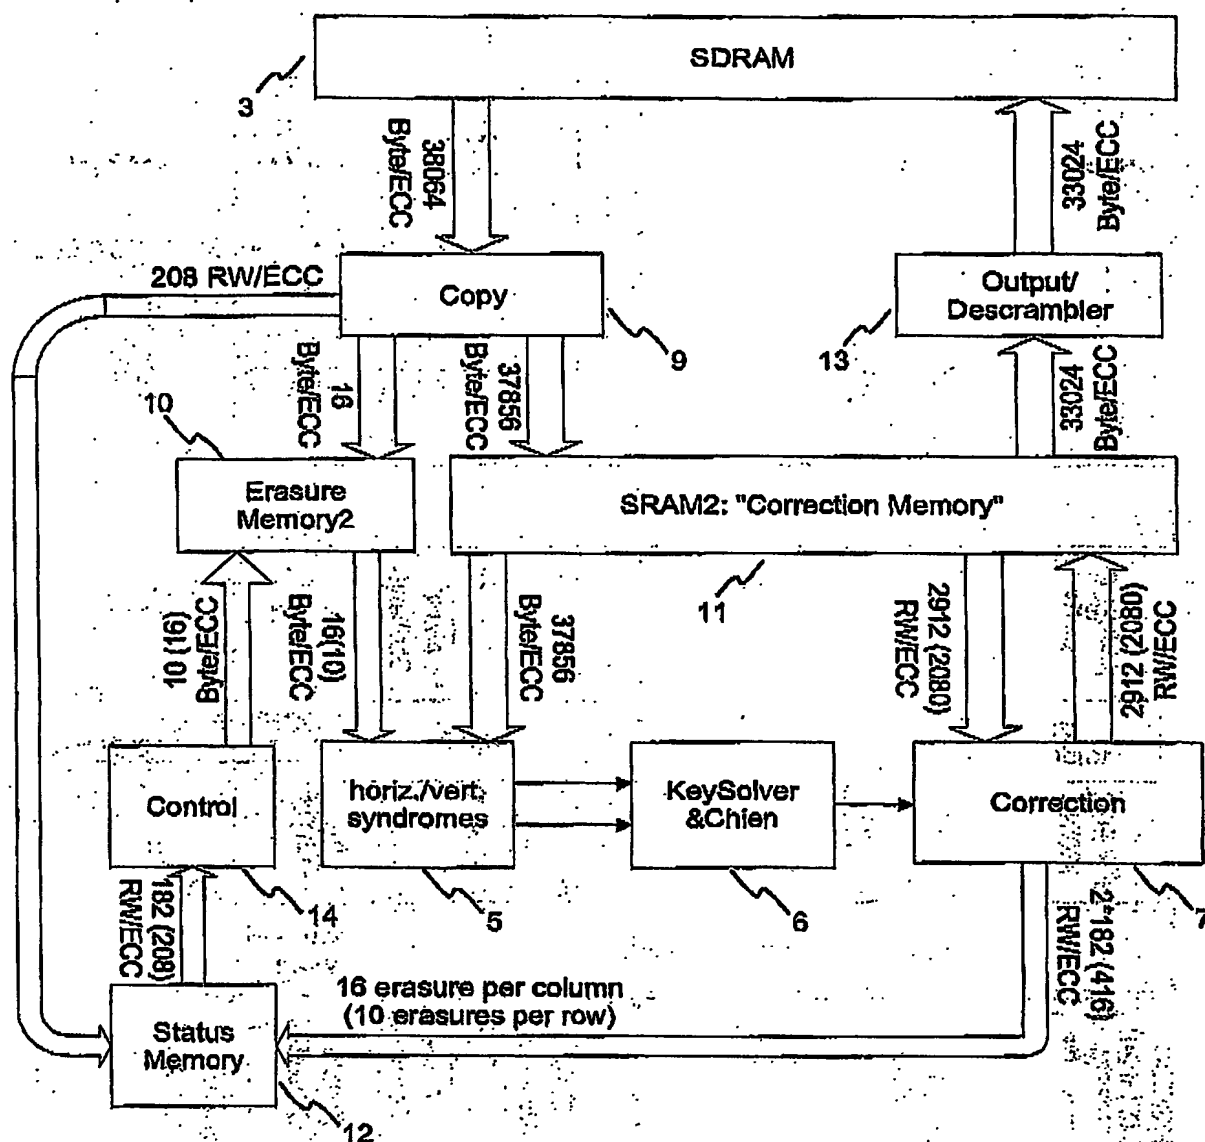 SDRAM
3
38064
Byte/ECC
33024
Byte/ECC
208 RW/ECC
Copy
9
Output/
Descrambler
13
16
Byte/ECC
37856
Byte/ECC
33024
Byte/ECC
10
Erasure
Memory2
SRAM2: "Correction Memory"
11
10 (16)
Byte/ECC
16(10)
Byte/ECC
37856
Byte/ECC
2912 (2080)
RW/ECC
2912 (2080)
RW/ECC
Control
14
horiz./vert.
syndromes
5
KeySolver
&Chien
6
Correction
7
182 (208)
RW/ECC
2*182 (416)
RW/ECC
16 erasure per column
(10 erasures per row)
Status
Memory
12